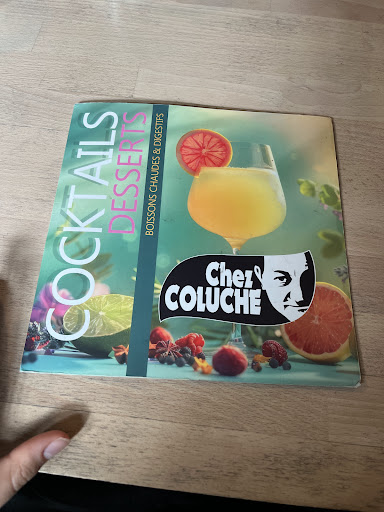 COCKTAILS
DESSERTS
BOISSONS CHAUDES & DIGESTIFS
Chez
COLUCHE